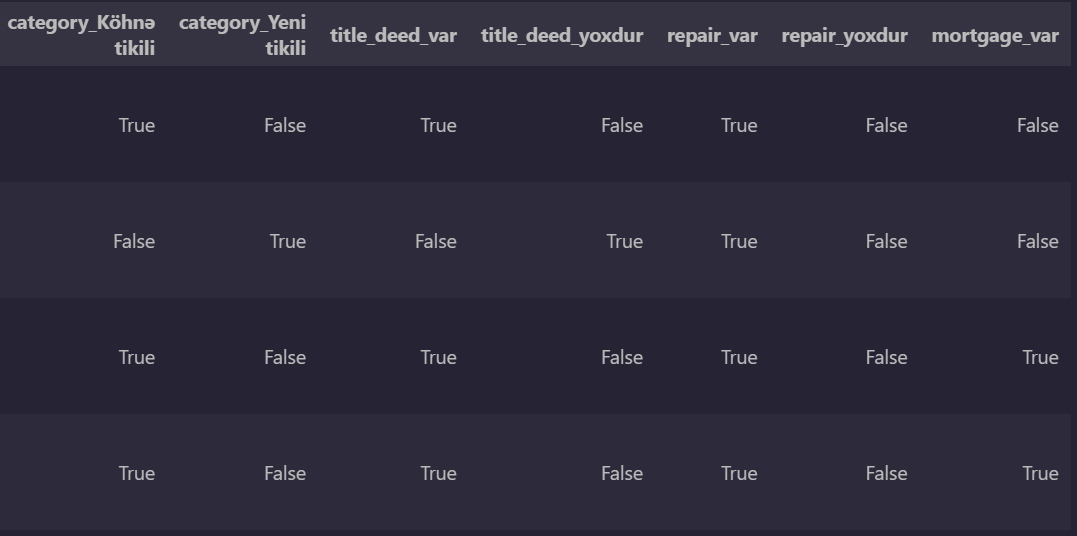 category_Köhnə tikili category_Yeni tikili title_deed_var title_deed_yoxdur repair_var repair_yoxdur mortgage_var
True False True False True False False
False True False True True False False
True False True False True False True
True False True False True False True